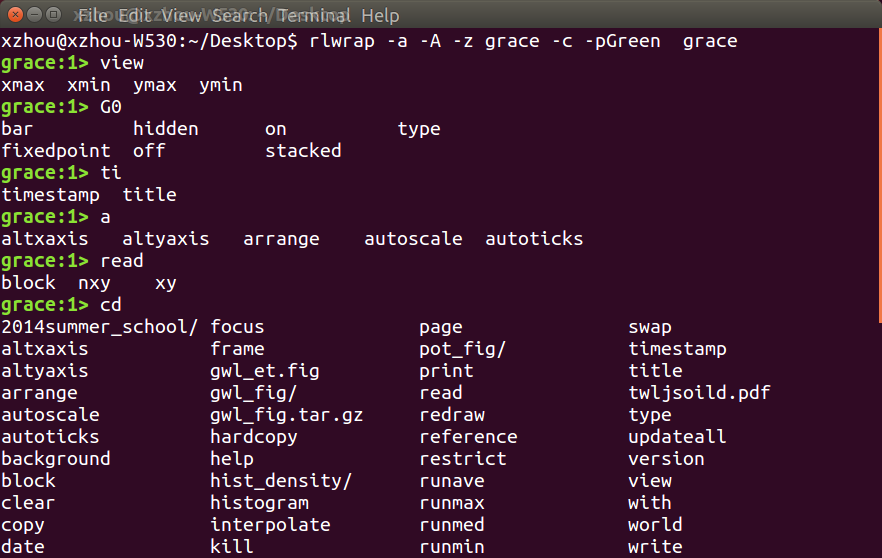 File Edit View Search Terminal Help
xzhou@xzhou-W530:~/Desktop$ rlwrap -a -A -z grace -c -pGreen  grace
grace:1> view
xmax  xmin  ymax  ymin
grace:1> G0
bar         hidden      on          type
fixedpoint  off         stacked
grace:1> ti
timestamp  title
grace:1> a
altxaxis   altyaxis   arrange    autoscale  autoticks
grace:1> read
block  nxy    xy
grace:1> cd
2014summer_school/ focus              page               swap
altxaxis           frame              pot_fig/           timestamp
altyaxis           gwl_et.fig         print              title
arrange            gwl_fig/           read               twljsoild.pdf
autoscale          gwl_fig.tar.gz     redraw             type
autoticks          hardcopy           reference          updateall
background         help               restrict           version
block              hist_density/      runave             view
clear              histogram          runmax             with
copy               interpolate        runmed             world
date               kill               runmin             write